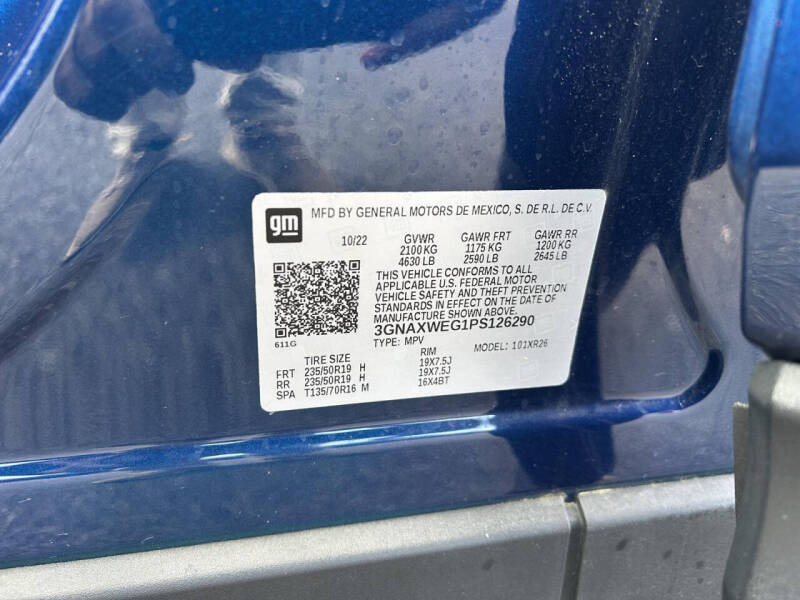 gm MFD BY GENERAL MOTORS DE MEXICO, S. DE R.L. DE C.V.
10/22 GVWR GAWR FRT GAWR RR
2100 KG 1175 KG 1200 KG
4630 LB 2590 LB 2645 LB
THIS VEHICLE CONFORMS TO ALL
APPLICABLE U.S. FEDERAL MOTOR
VEHICLE SAFETY AND THEFT PREVENTION
STANDARDS IN EFFECT ON THE DATE OF
MANUFACTURE SHOWN ABOVE.
3GNAXWEG1PS126290
611G TYPE: MPV MODEL: 101XR26
TIRE SIZE RIM
FRT 235/50R19 H 19X7.5J
RR 235/50R19 H 19X7.5J
SPA T135/70R16 M 16X4BT